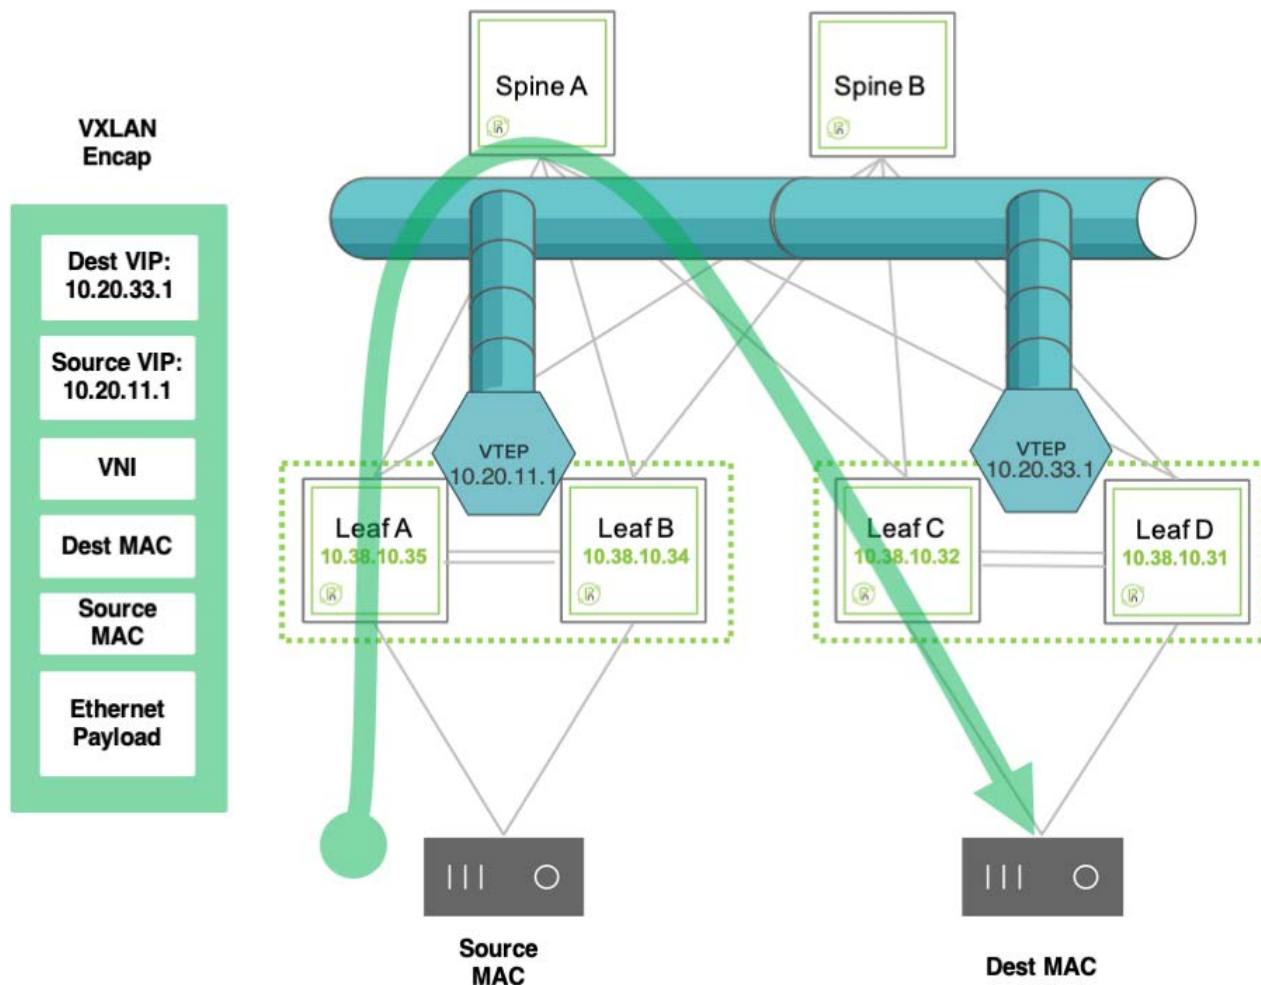 Spine A
Spine B
VXLAN
Encap
Dest VIP:
10.20.33.1
Source VIP:
10.20.11.1
VNI
Dest MAC
Source
MAC
Ethernet
Payload
VTEP
10.20.11.1
VTEP
10.20.33.1
Leaf A
10.38.10.35
Leaf B
10.38.10.34
Leaf C
10.38.10.32
Leaf D
10.38.10.31
Source
MAC
Dest MAC